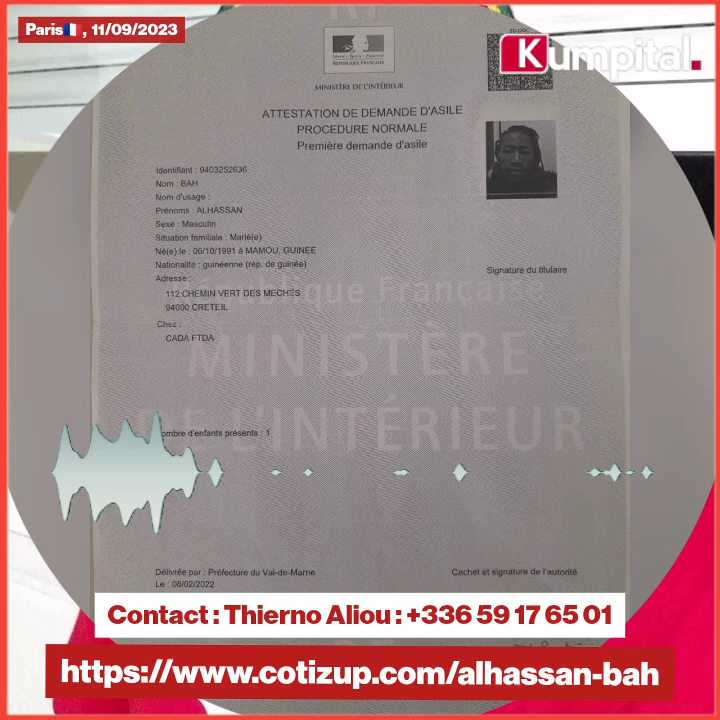 Paris🇫🇷, 11/09/2023
Kumpital.
Liberté • Égalité • Fraternité
RÉPUBLIQUE FRANÇAISE
MINISTÈRE DE L'INTÉRIEUR
ATTESTATION DE DEMANDE D'ASILE
PROCEDURE NORMALE
Première demande d'asile
Identifiant : 9403252636
Nom : BAH
Nom d'usage :
Prénoms : ALHASSAN
Sexe : Masculin
Situation familiale : Marié(e)
Né(e) le : 06/10/1991 à MAMOU, GUINEE
Nationalité : guinéenne (rép. de guinée)
Adresse :
112 CHEMIN VERT DES MECHES
94000 CRETEIL
Chez :
CADA FTDA
Signature du titulaire
République Française
MINISTÈRE
DE L'INTÉRIEUR
Nombre d'enfants présents : 1
Délivrée par : Préfecture du Val-de-Marne
Le : 08/02/2022
Cachet et signature de l'autorité
Contact : Thierno Aliou : +336 59 17 65 01
https://www.cotizup.com/alhassan-bah